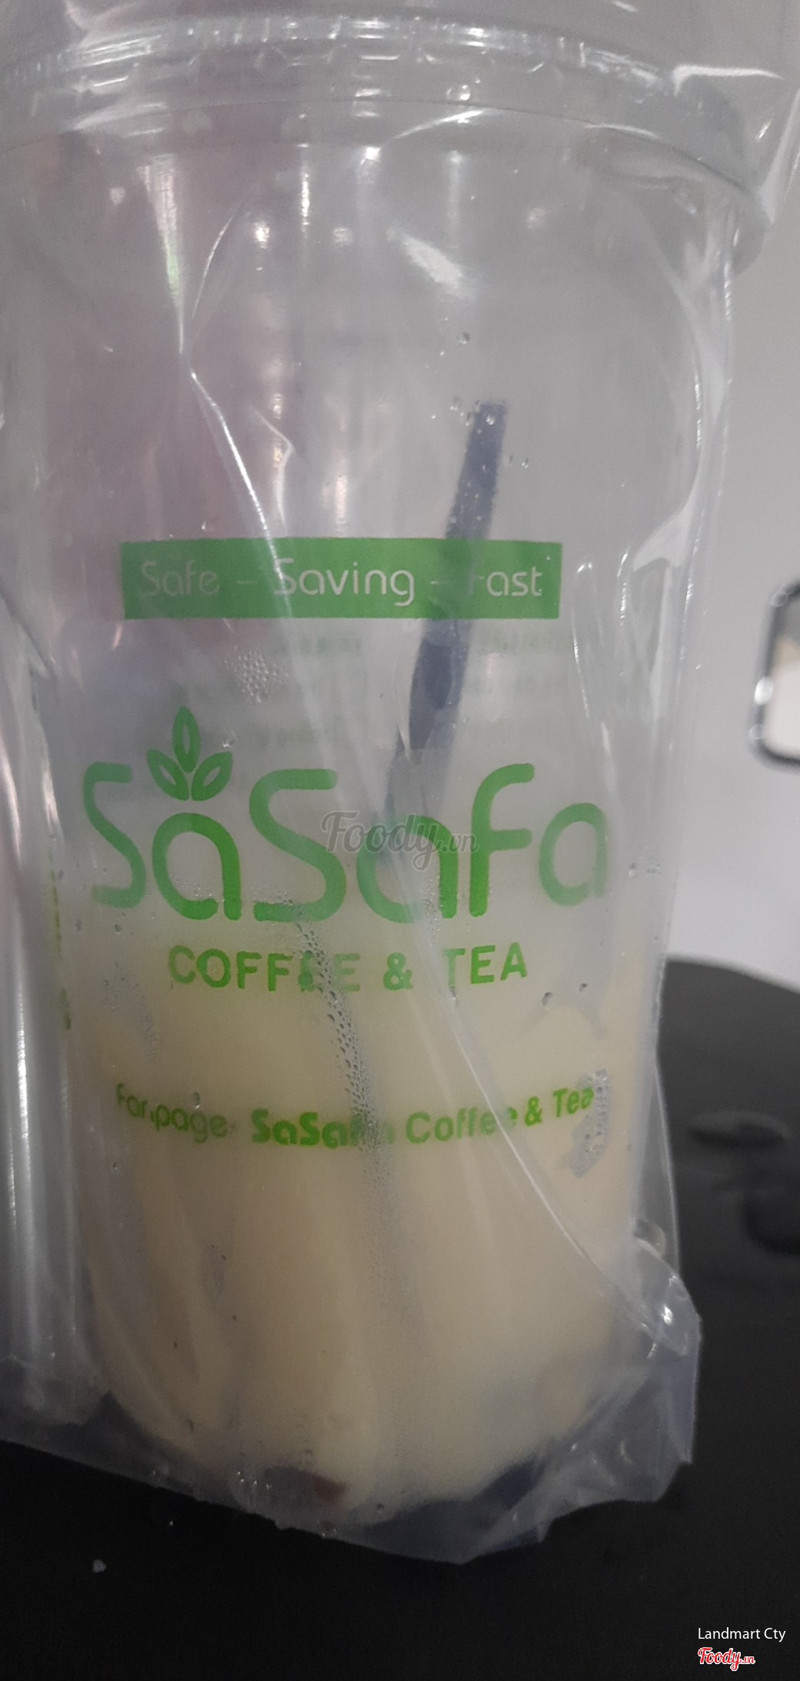 Safe - Saving - Fast
SaSaFa
Foody.vn
COFFEE & TEA
Fanpage: SaSaFa Coffee & Tea
Landmart Cty
Foody.vn